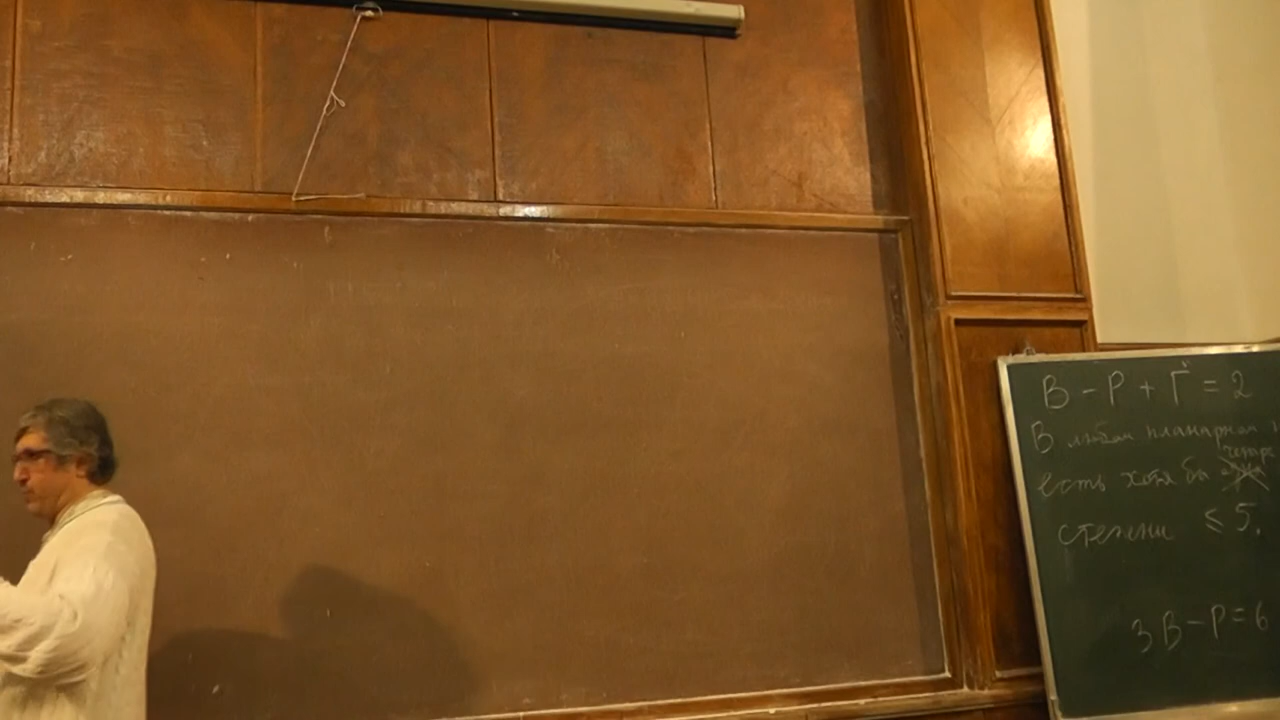 В - Р + Г = 2
В любом планарном
четыре
есть хотя бы
степени ≤ 5.
3В - Р = 6